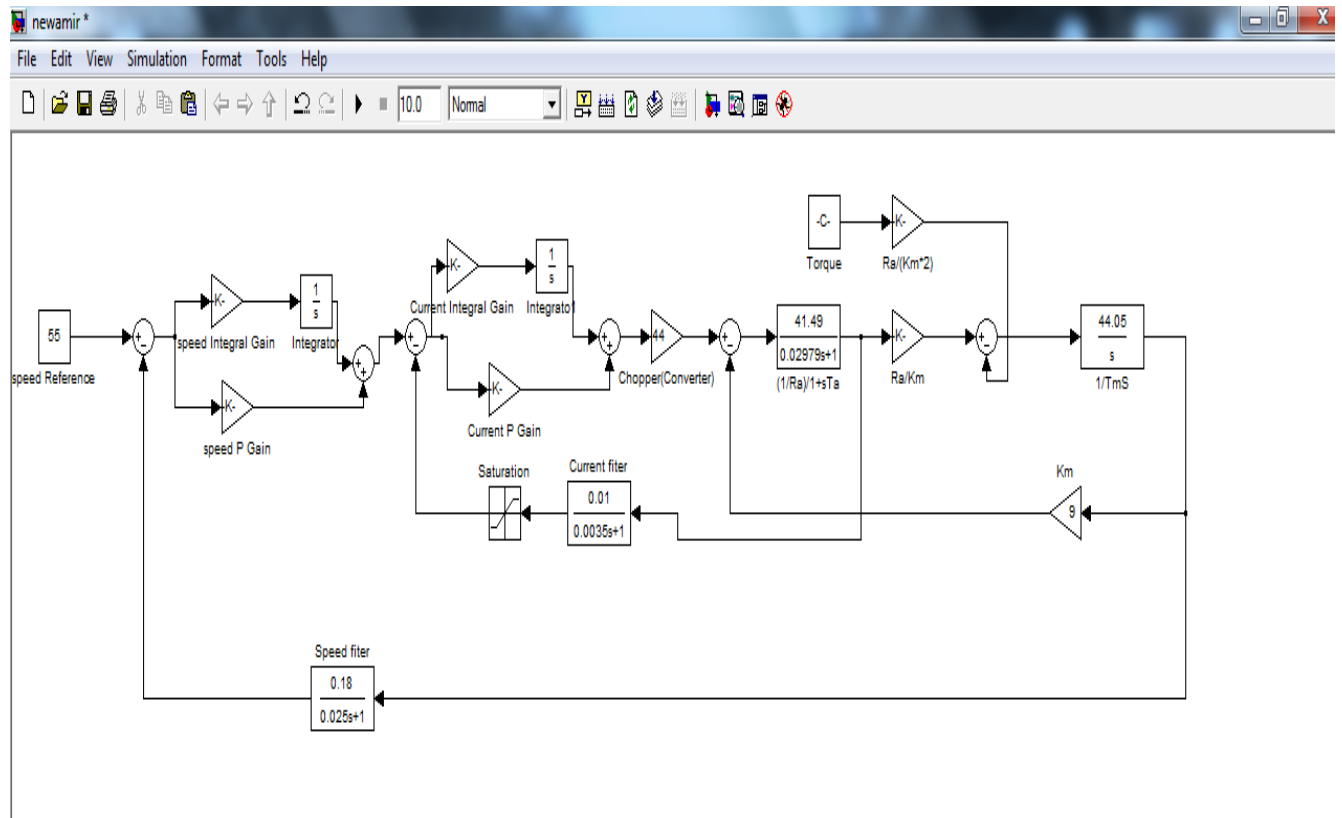 newamir *
File Edit View Simulation Format Tools Help
10.0 Normal
-C-
Torque
-K-
Ra/(Km*2)
55
speed Reference
+
-
-K-
speed Integral Gain
1
s
Integrator
-K-
speed P Gain
+
+
+
-
-K-
Current Integral Gain
1
s
Integrator1
-K-
Current P Gain
+
+
44
Chopper(Converter)
+
-
41.49
0.02979s+1
(1/Ra)/1+sTa
-K-
Ra/Km
+
-
44.05
s
1/TmS
Saturation
Current fiter
0.01
0.0035s+1
Km
9
Speed fiter
0.18
0.025s+1